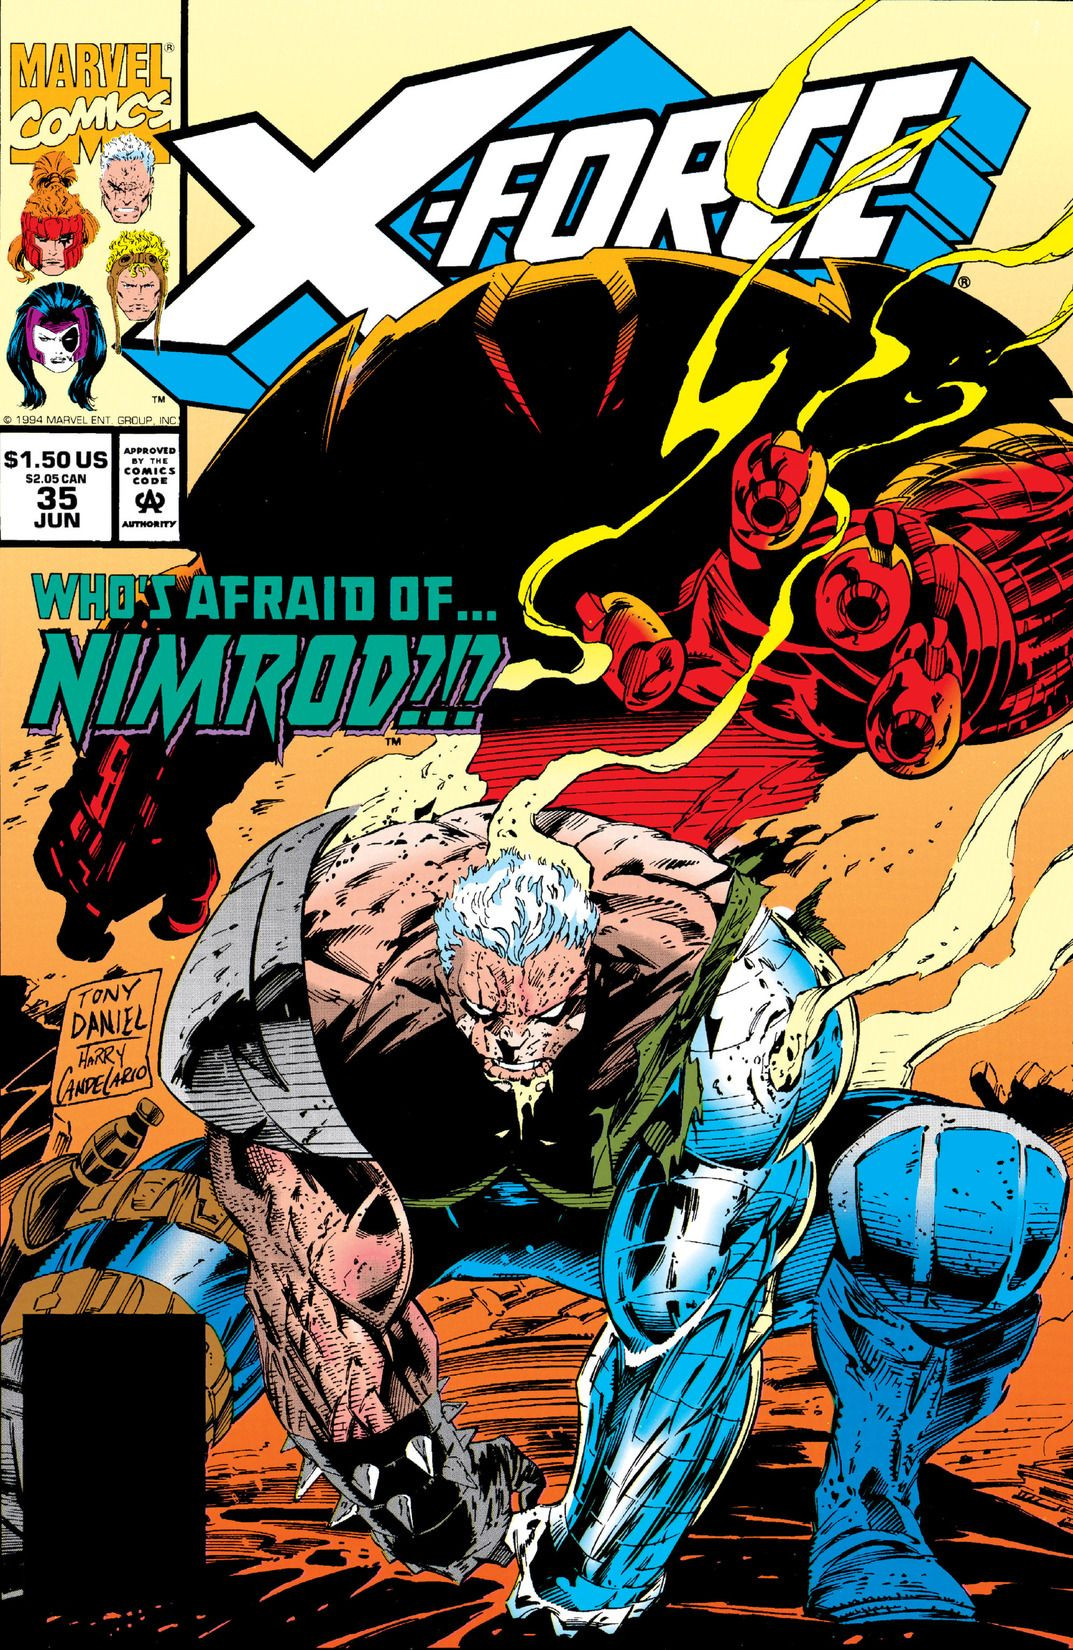 MARVEL®
COMICS
X-FORCE
®
TM
© 1994 MARVEL ENT. GROUP, INC.
$1.50 US
$2.05 CAN
35
JUN
APPROVED
BY THE
COMICS
CODE
CA
AUTHORITY
WHO'S AFRAID OF...
NIMROD?!?
TM
TONY
DANIEL
HARRY
CANDELARIO